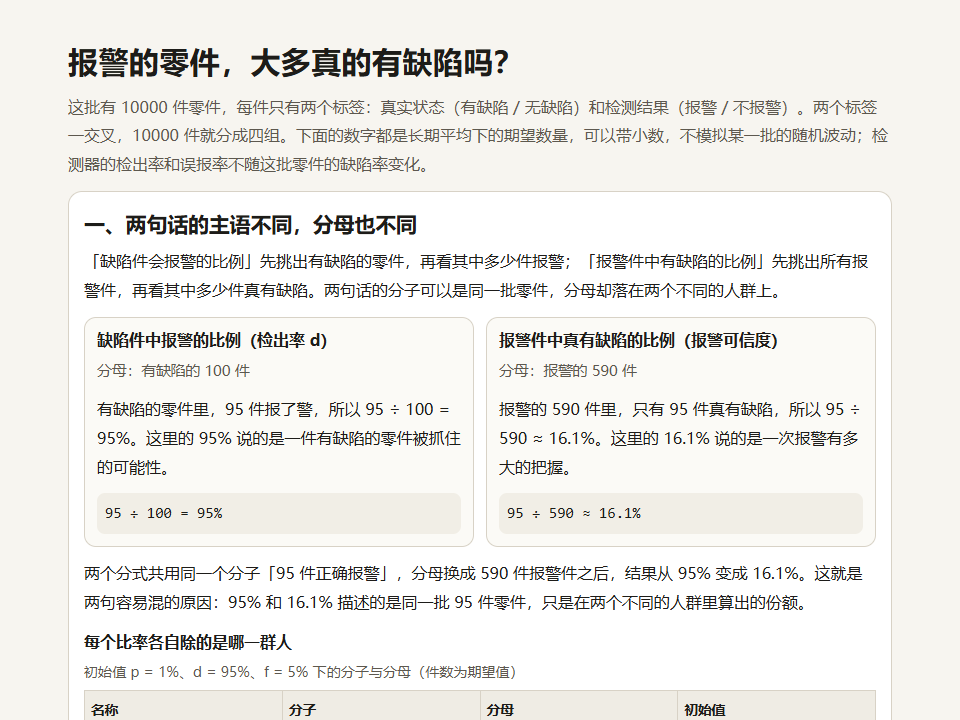 报警的零件，大多真的有缺陷吗？
这批有 10000 件零件，每件只有两个标签：真实状态（有缺陷 / 无缺陷）和检测结果（报警 / 不报警）。两个标签
一交叉，10000 件就分成四组。下面的数字都是长期平均下的期望数量，可以带小数，不模拟某一批的随机波动；检
测器的检出率和误报率不随这批零件的缺陷率变化。
一、两句话的主语不同，分母也不同
「缺陷件会报警的比例」先挑出有缺陷的零件，再看其中多少件报警；「报警件中有缺陷的比例」先挑出所有报
警件，再看其中多少件真有缺陷。两句话的分子可以是同一批零件，分母却落在两个不同的人群上。
缺陷件中报警的比例（检出率 d）
分母：有缺陷的 100 件
有缺陷的零件里，95 件报了警，所以 95 ÷ 100 =
95%。这里的 95% 说的是一件有缺陷的零件被抓住
的可能性。
95 ÷ 100 = 95%
报警件中真有缺陷的比例（报警可信度）
分母：报警的 590 件
报警的 590 件里，只有 95 件真有缺陷，所以 95 ÷
590 ≈ 16.1%。这里的 16.1% 说的是一次报警有多
大的把握。
95 ÷ 590 ≈ 16.1%
两个分式共用同一个分子「95 件正确报警」，分母换成 590 件报警件之后，结果从 95% 变成 16.1%。这就是
两句容易混的原因：95% 和 16.1% 描述的是同一批 95 件零件，只是在两个不同的人群里算出的份额。
每个比率各自除的是哪一群人
初始值 p = 1%、d = 95%、f = 5% 下的分子与分母（件数为期望值）
名称 分子 分母 初始值